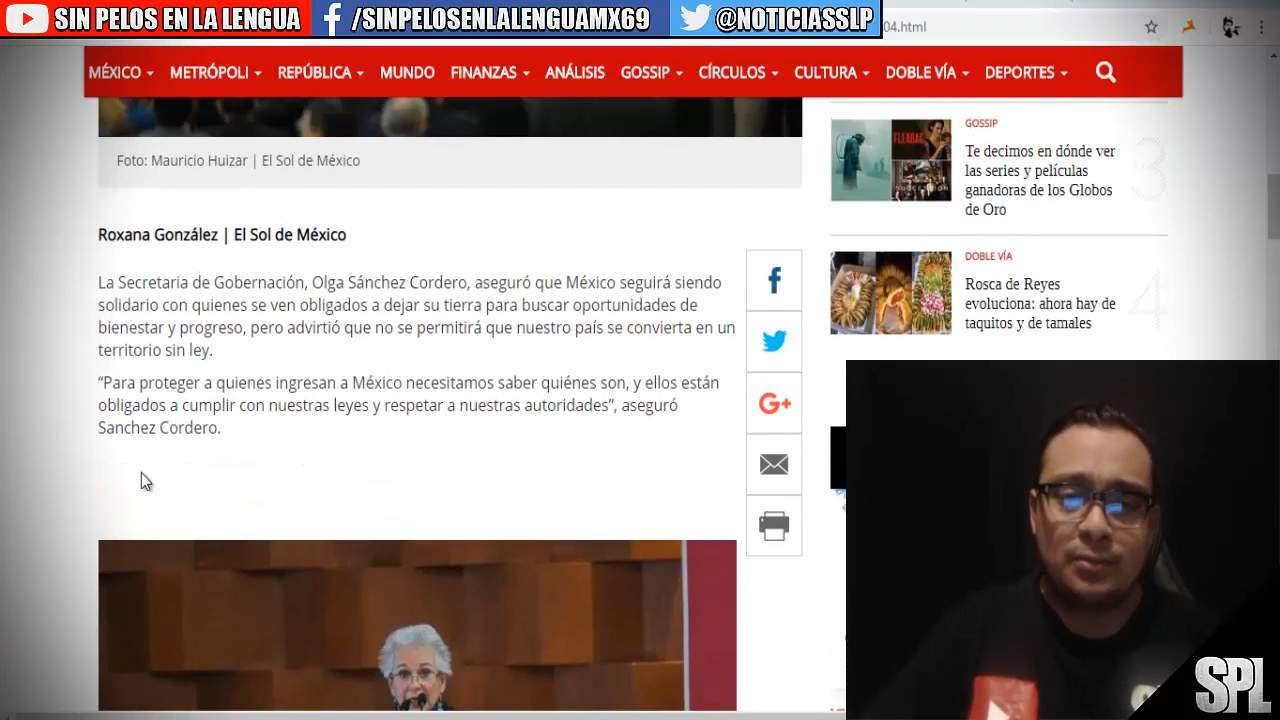 SIN PELOS EN LA LENGUA
/SINPELOSENLALENGUAMX69
@NOTICIASSLP
04.html
MÉXICO
METRÓPOLI
REPÚBLICA
MUNDO
FINANZAS
ANÁLISIS
GOSSIP
CÍRCULOS
CULTURA
DOBLE VÍA
DEPORTES
Foto: Mauricio Huizar | El Sol de México
Roxana González | El Sol de México
La Secretaria de Gobernación, Olga Sánchez Cordero, aseguró que México seguirá siendo
solidario con quienes se ven obligados a dejar su tierra para buscar oportunidades de
bienestar y progreso, pero advirtió que no se permitirá que nuestro país se convierta en un
territorio sin ley.
“Para proteger a quienes ingresan a México necesitamos saber quiénes son, y ellos están
obligados a cumplir con nuestras leyes y respetar a nuestras autoridades”, aseguró
Sanchez Cordero.
G+
GOSSIP
Te decimos en dónde ver
las series y películas
ganadoras de los Globos
de Oro
3
FLEABAG
DOBLE VÍA
Rosca de Reyes
evoluciona: ahora hay de
taquitos y de tamales
4
SPL